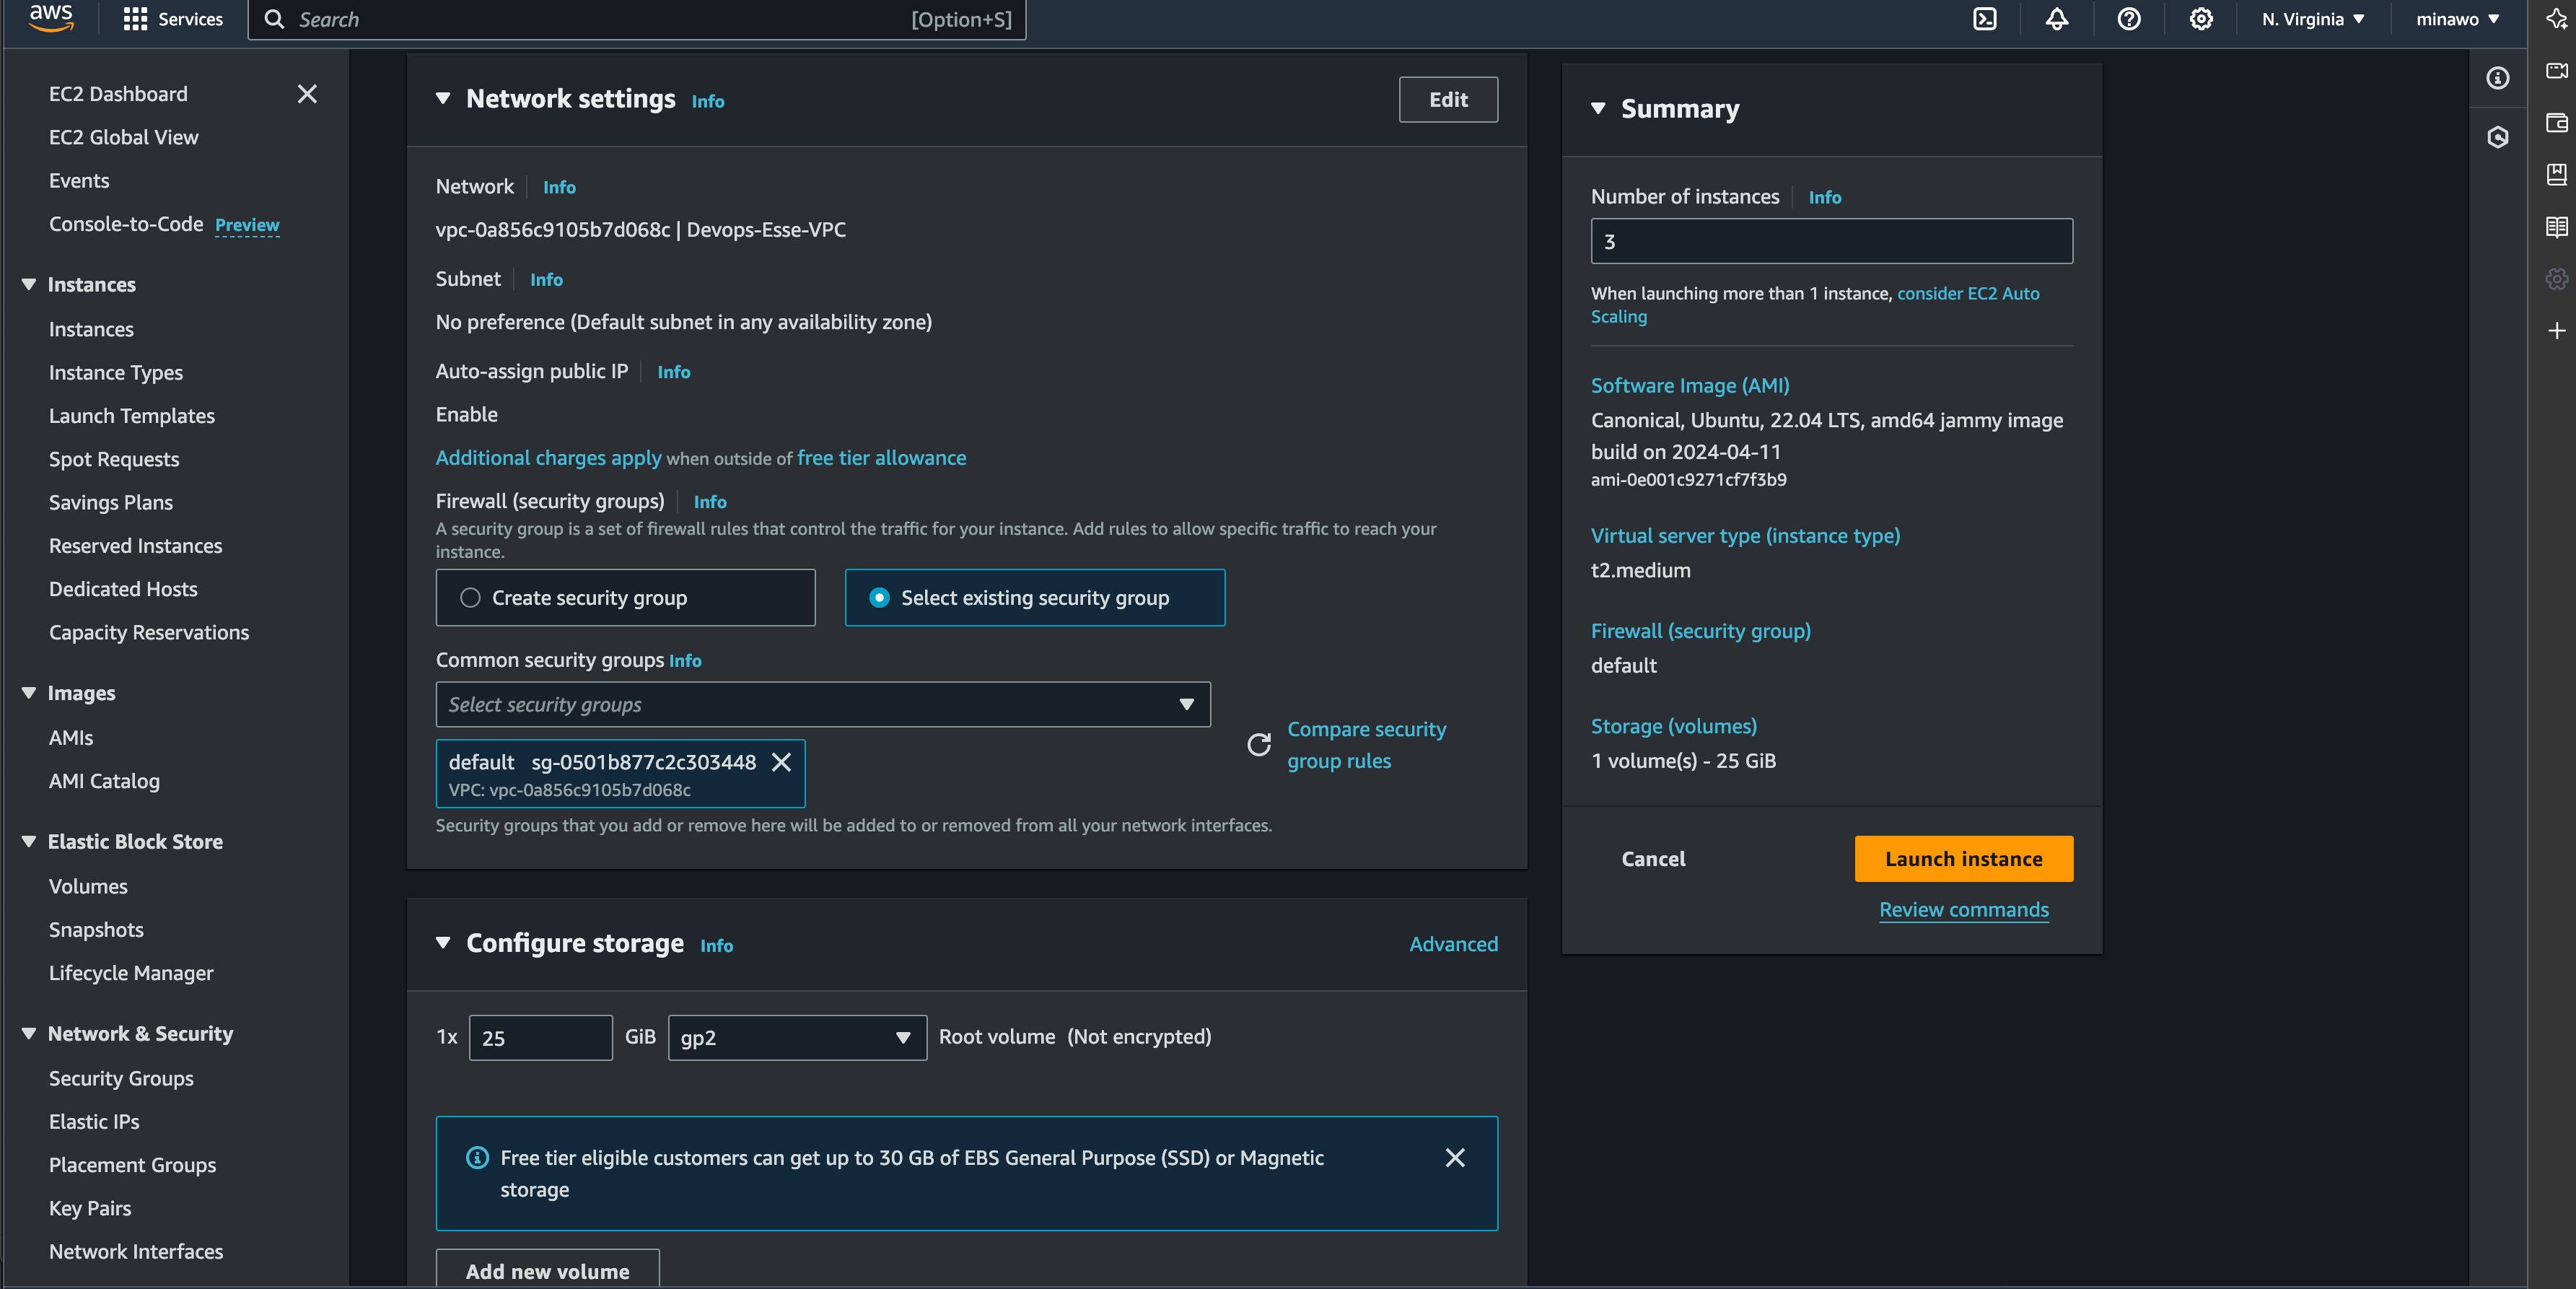 aws
Services
Search
[Option+S]
N. Virginia
minawo
EC2 Dashboard
EC2 Global View
Events
Console-to-Code Preview
Instances
Instances
Instance Types
Launch Templates
Spot Requests
Savings Plans
Reserved Instances
Dedicated Hosts
Capacity Reservations
Images
AMIs
AMI Catalog
Elastic Block Store
Volumes
Snapshots
Lifecycle Manager
Network & Security
Security Groups
Elastic IPs
Placement Groups
Key Pairs
Network Interfaces
Network settings Info
Edit
Network Info
vpc-0a856c9105b7d068c | Devops-Esse-VPC
Subnet Info
No preference (Default subnet in any availability zone)
Auto-assign public IP Info
Enable
Additional charges apply when outside of free tier allowance
Firewall (security groups) Info
A security group is a set of firewall rules that control the traffic for your instance. Add rules to allow specific traffic to reach your
instance.
Create security group
Select existing security group
Common security groups Info
Select security groups
default sg-0501b877c2c303448
VPC: vpc-0a856c9105b7d068c
Compare security
group rules
Security groups that you add or remove here will be added to or removed from all your network interfaces.
Configure storage Info
Advanced
1x 25 GiB gp2 Root volume (Not encrypted)
Free tier eligible customers can get up to 30 GB of EBS General Purpose (SSD) or Magnetic
storage
Add new volume
Summary
Number of instances Info
3
When launching more than 1 instance, consider EC2 Auto
Scaling
Software Image (AMI)
Canonical, Ubuntu, 22.04 LTS, amd64 jammy image
build on 2024-04-11
ami-0e001c9271cf7f3b9
Virtual server type (instance type)
t2.medium
Firewall (security group)
default
Storage (volumes)
1 volume(s) - 25 GiB
Cancel
Launch instance
Review commands